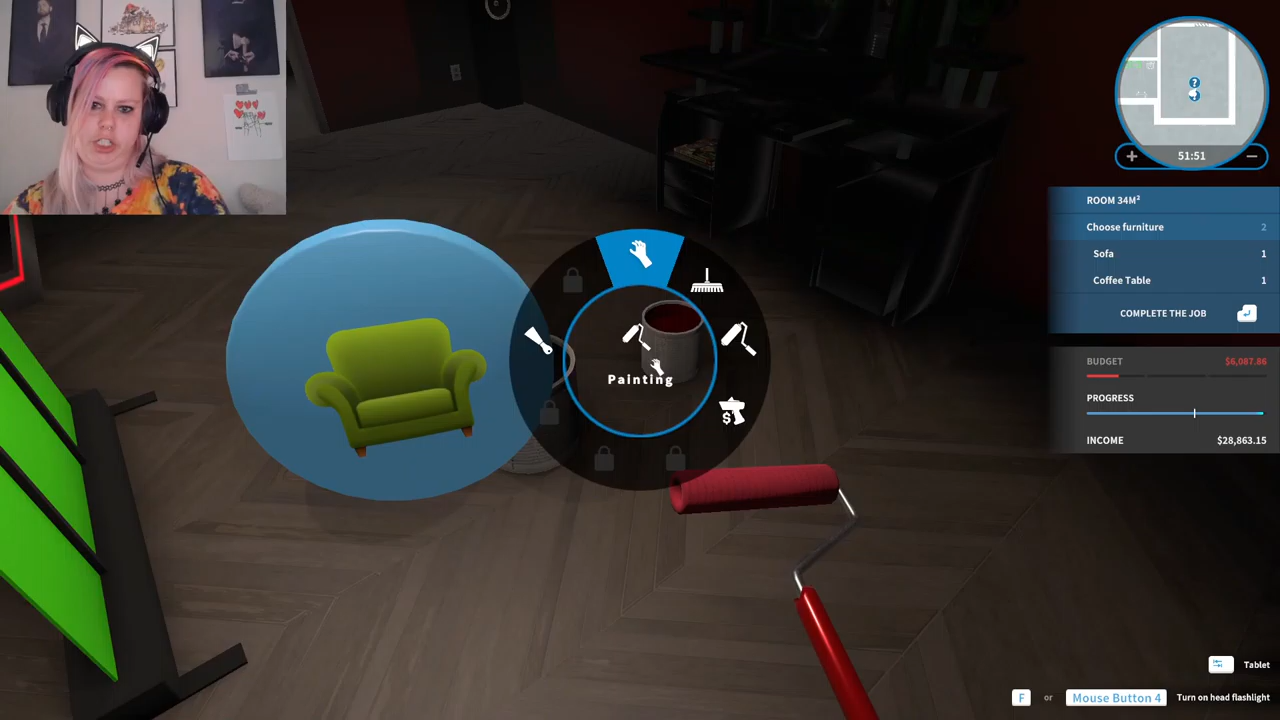 51:51
ROOM 34M²
Choose furniture 2
Sofa 1
Coffee Table 1
COMPLETE THE JOB
BUDGET $6,087.86
PROGRESS
INCOME $28,863.15
Painting
$
?
Tablet
F or Mouse Button 4 Turn on head flashlight